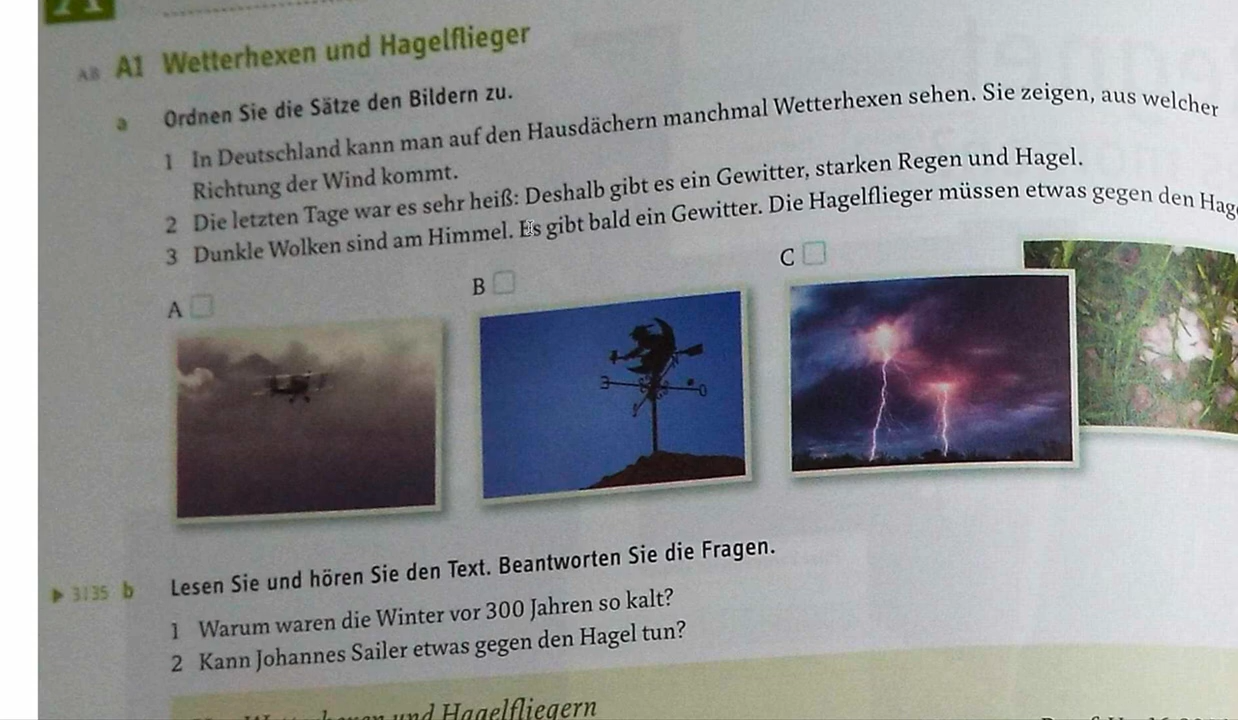 AB A1 Wetterhexen und Hagelflieger
a Ordnen Sie die Sätze den Bildern zu.
1 In Deutschland kann man auf den Hausdächern manchmal Wetterhexen sehen. Sie zeigen, aus welcher
Richtung der Wind kommt.
2 Die letzten Tage war es sehr heiß: Deshalb gibt es ein Gewitter, starken Regen und Hagel.
3 Dunkle Wolken sind am Himmel. Es gibt bald ein Gewitter. Die Hagelflieger müssen etwas gegen den
A
B
C
3|35 b Lesen Sie und hören Sie den Text. Beantworten Sie die Fragen.
1 Warum waren die Winter vor 300 Jahren so kalt?
2 Kann Johannes Sailer etwas gegen den Hagel tun?
und Hagelfliegern